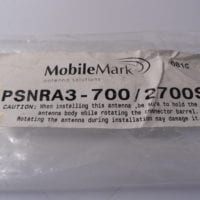 MobileMark
antenna solutions
0816
PSNRA3-700/2700S
CAUTION: When installing this antenna ,be sure to hold the
antenna body while rotating the connector barrel.
Rotating the antenna during installation may damage it.